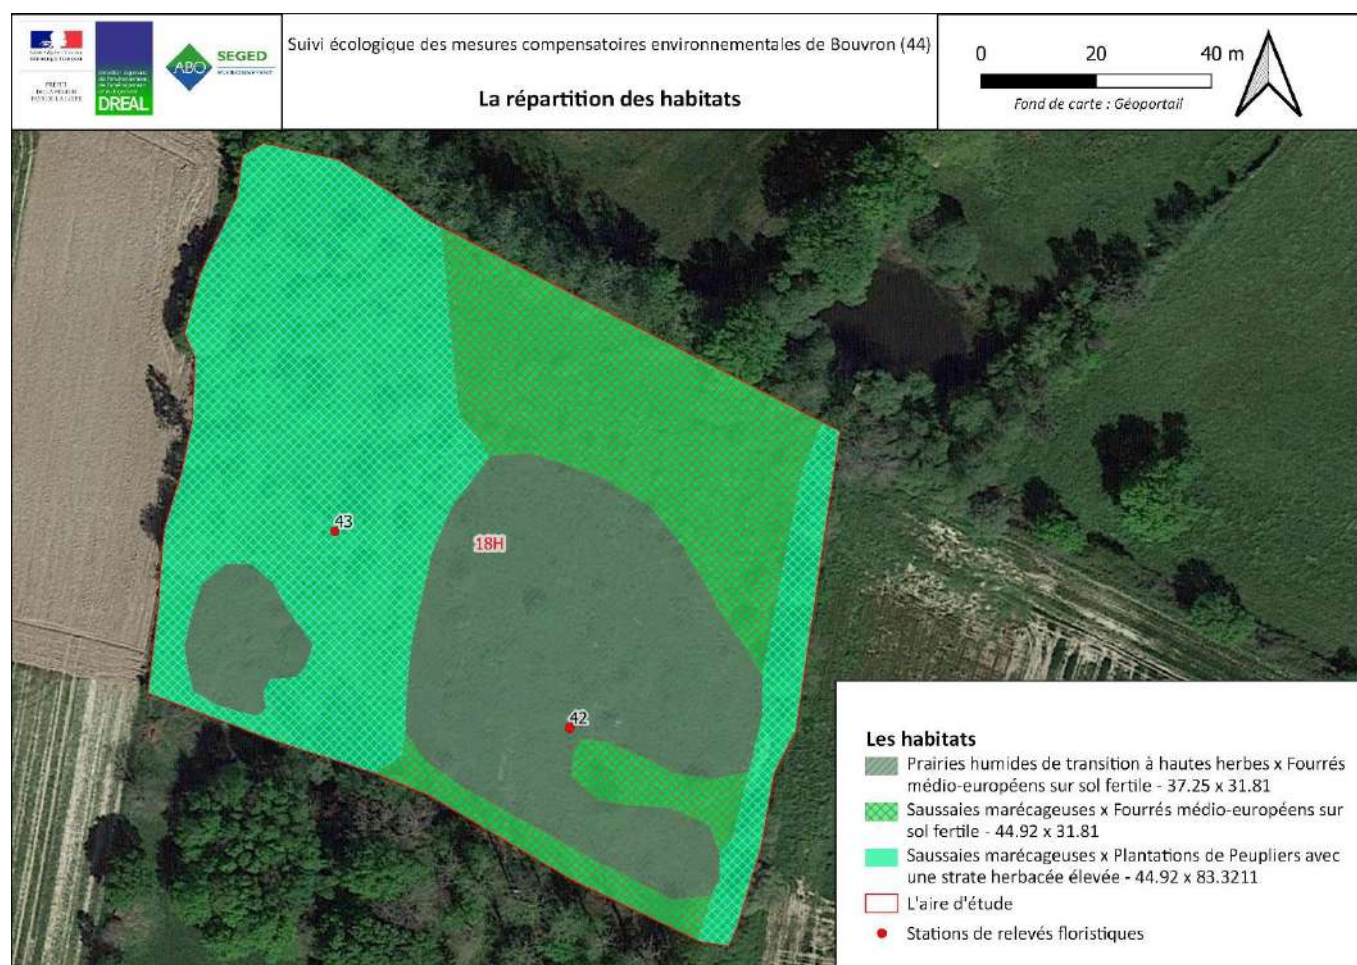 PRÉFET
DREAL
ABO
SEGED
ENVIRONNEMENT
Suivi écologique des mesures compensatoires environnementales de Bouvron (44)
La répartition des habitats
0 20 40 m
Fond de carte : Géoportail
43
18H
42
Les habitats
Prairies humides de transition à hautes herbes x Fourrés
médio-européens sur sol fertile - 37.25 x 31.81
Saussaies marécageuses x Fourrés médio-européens sur
sol fertile - 44.92 x 31.81
Saussaies marécageuses x Plantations de Peupliers avec
une strate herbacée élevée - 44.92 x 83.3211
L'aire d'étude
Stations de relevés floristiques